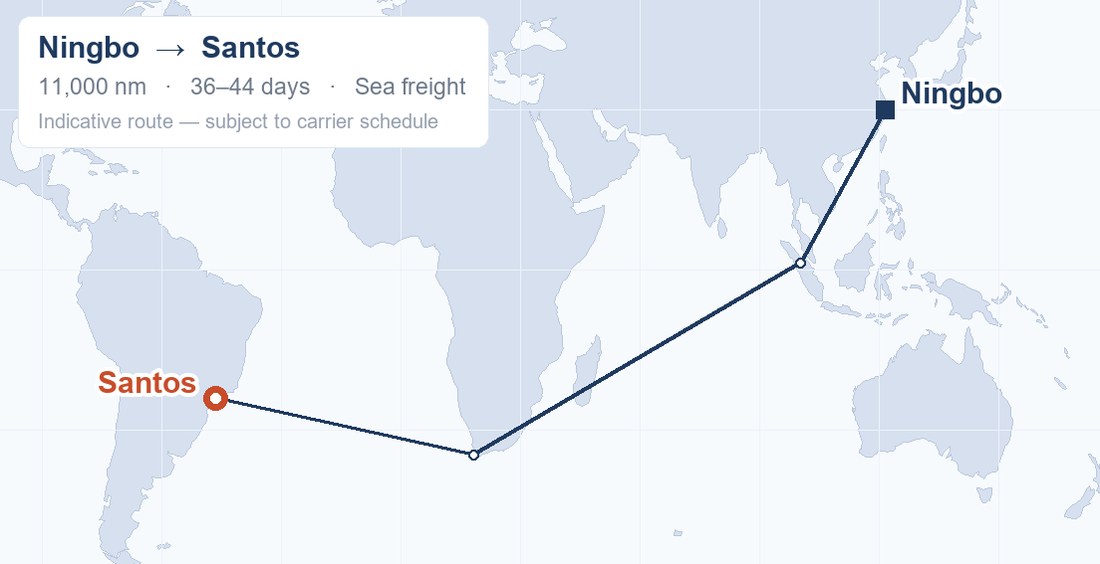 Ningbo → Santos
11,000 nm · 36–44 days · Sea freight
Indicative route — subject to carrier schedule
Ningbo
Santos